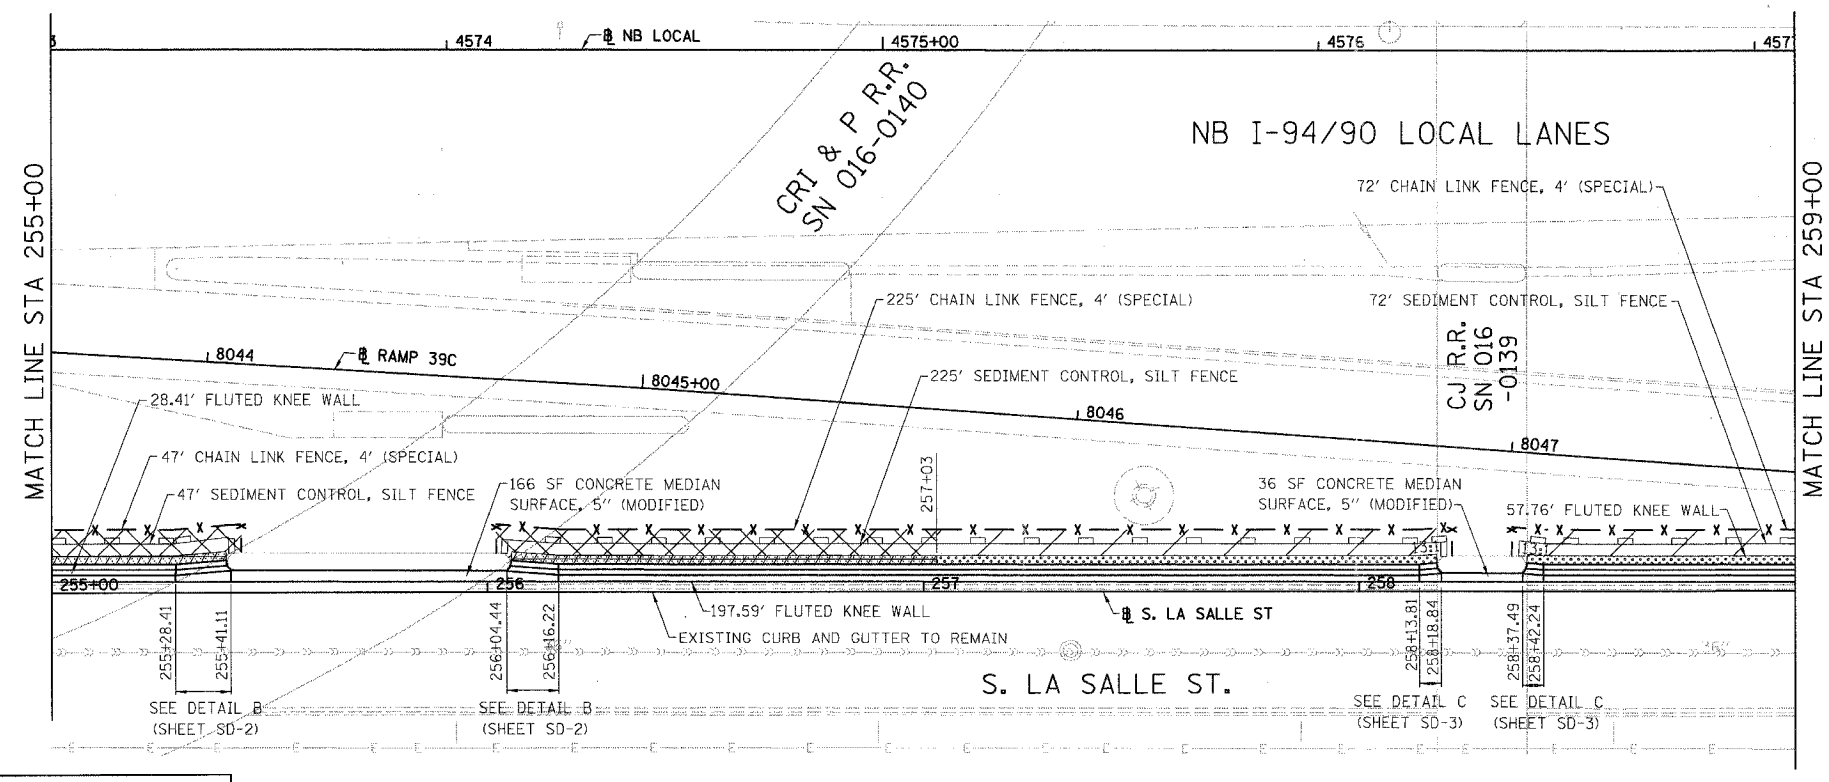 4574
℄ NB LOCAL
4575+00
4576
457
CRI & P R.R.
SN 016-0140
NB I-94/90 LOCAL LANES
72' CHAIN LINK FENCE, 4' (SPECIAL)
MATCH LINE STA 255+00
MATCH LINE STA 259+00
225' CHAIN LINK FENCE, 4' (SPECIAL)
72' SEDIMENT CONTROL, SILT FENCE
CJ R.R.
SN 016
-0139
8044
℄ RAMP 39C
8045+00
225' SEDIMENT CONTROL, SILT FENCE
28.41' FLUTED KNEE WALL
8046
8047
47' CHAIN LINK FENCE, 4' (SPECIAL)
47' SEDIMENT CONTROL, SILT FENCE
166 SF CONCRETE MEDIAN
SURFACE, 5" (MODIFIED)
257+03
36 SF CONCRETE MEDIAN
SURFACE, 5" (MODIFIED)
57.76' FLUTED KNEE WALL
255+00
256
257
258
197.59' FLUTED KNEE WALL
℄ S. LA SALLE ST
EXISTING CURB AND GUTTER TO REMAIN
255+28.41
255+41.11
256+04.44
256+16.22
258+13.81
258+18.84
258+37.49
258+42.24
S. LA SALLE ST.
SEE DETAIL B
(SHEET SD-2)
SEE DETAIL B
(SHEET SD-2)
SEE DETAIL C
(SHEET SD-3)
SEE DETAIL C
(SHEET SD-3)